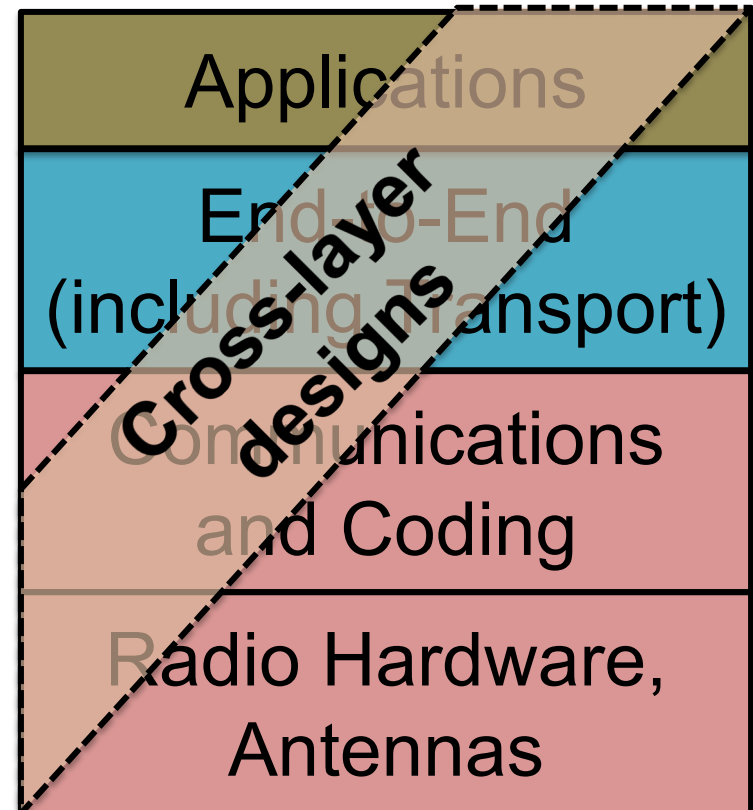 Applications
End-to-End
(including Transport)
Cross-layer
designs
Communications
and Coding
Radio Hardware,
Antennas